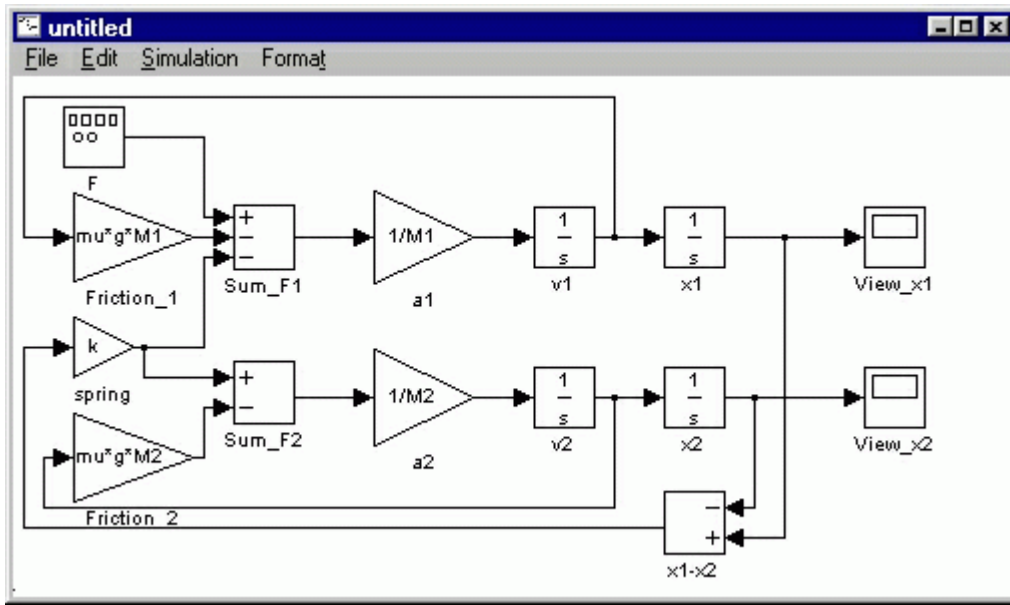 untitled
File Edit Simulation Format
F
mu*g*M1
Friction_1
+
−
−
Sum_F1
1/M1
a1
1
s
v1
1
s
x1
View_x1
k
spring
+
−
Sum_F2
1/M2
a2
1
s
v2
1
s
x2
View_x2
mu*g*M2
Friction_2
−
+
x1-x2